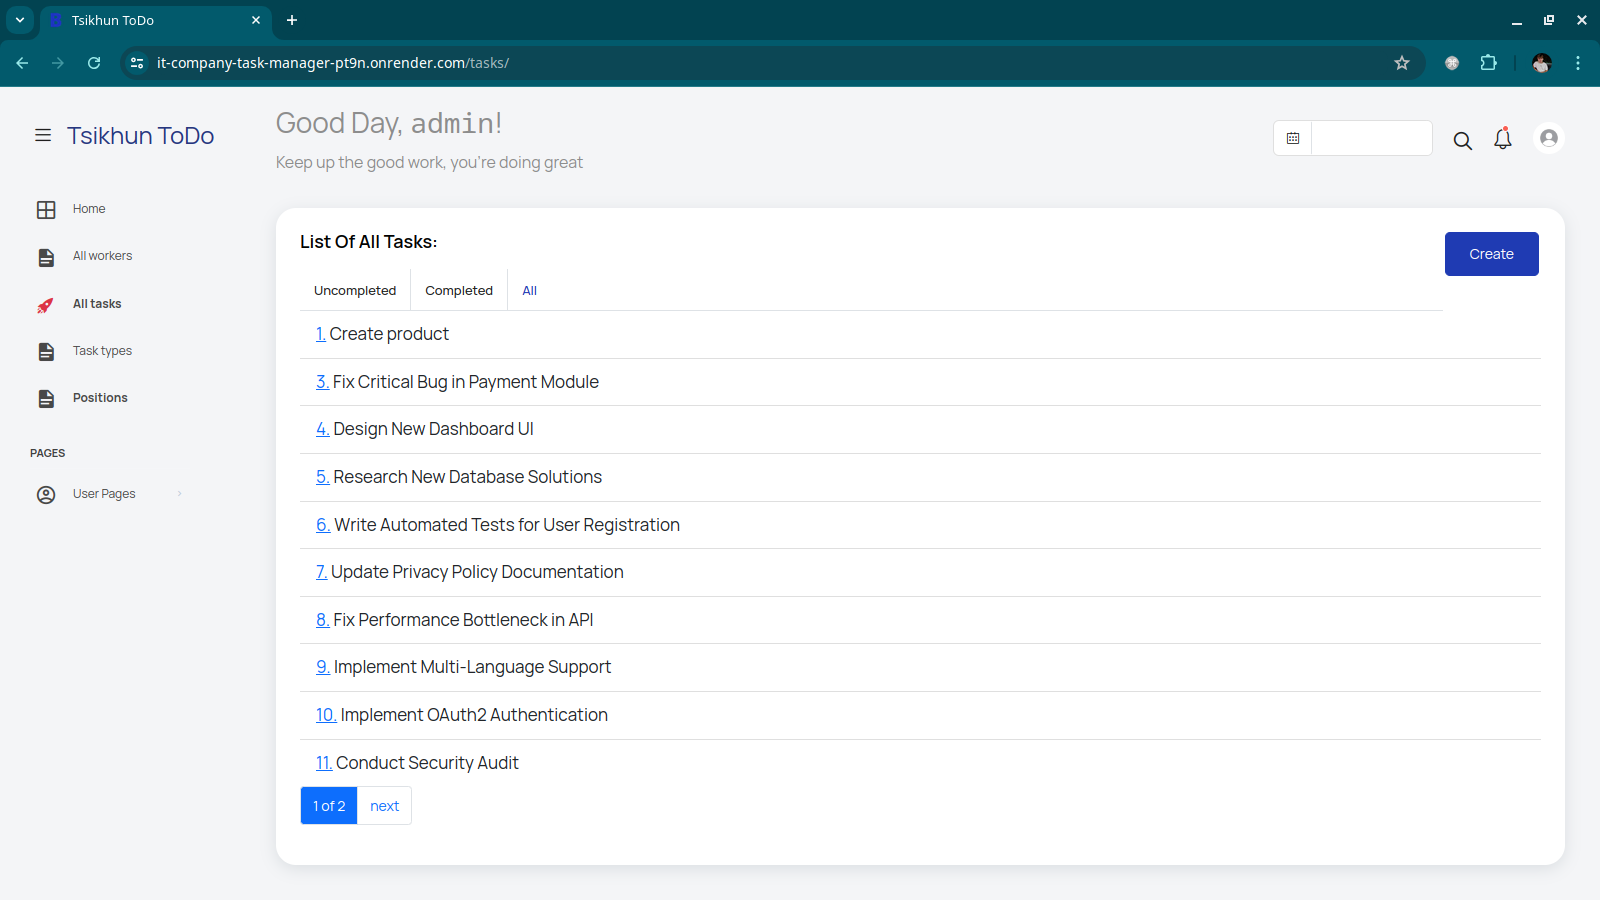 Tsikhun ToDo
it-company-task-manager-pt9n.onrender.com/tasks/
Tsikhun ToDo
Good Day, admin!
Keep up the good work, you're doing great
Home
All workers
All tasks
Task types
Positions
PAGES
User Pages
List Of All Tasks:
Create
Uncompleted Completed All
1. Create product
3. Fix Critical Bug in Payment Module
4. Design New Dashboard UI
5. Research New Database Solutions
6. Write Automated Tests for User Registration
7. Update Privacy Policy Documentation
8. Fix Performance Bottleneck in API
9. Implement Multi-Language Support
10. Implement OAuth2 Authentication
11. Conduct Security Audit
1 of 2 next